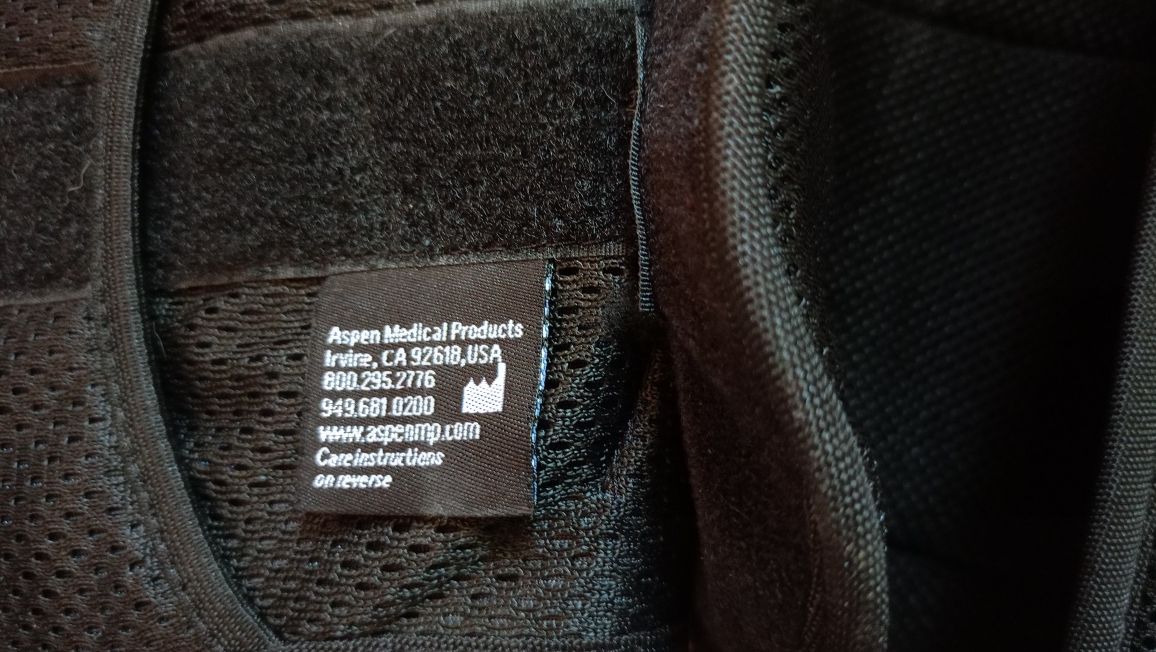 Aspen Medical Products
Irvine, CA 92618,USA
800.295.2776
949.681.0200
www.aspenmp.com
Care instructions
on reverse